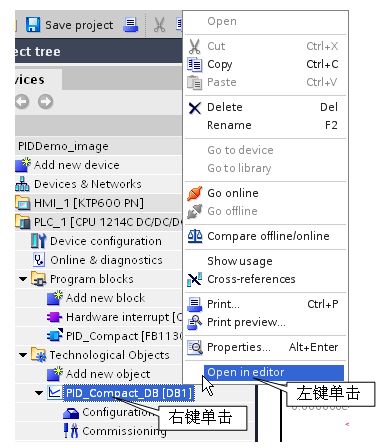 Save project
ect tree
vices
PIDDemo_image
Add new device
Devices & Networks
HMI_1 [KTP600 PN]
PLC_1 [CPU 1214C DC/DC/DC
Device configuration
Online & diagnostics
Program blocks
Add new block
Hardware interrupt [O
PID_Compact [FB1130
Technological Objects
Add new object
PID_Compact_DB [DB1]
Configuration
Commissioning
Open
Cut Ctrl+X
Copy Ctrl+C
Paste Ctrl+V
Delete Del
Rename F2
Go to device
Go to library
Go online
Go offline
Compare offline/online
Show usage
Cross-references
Print... Ctrl+P
Print preview...
Properties... Alt+Enter
Open in editor
左键单击
右键单击